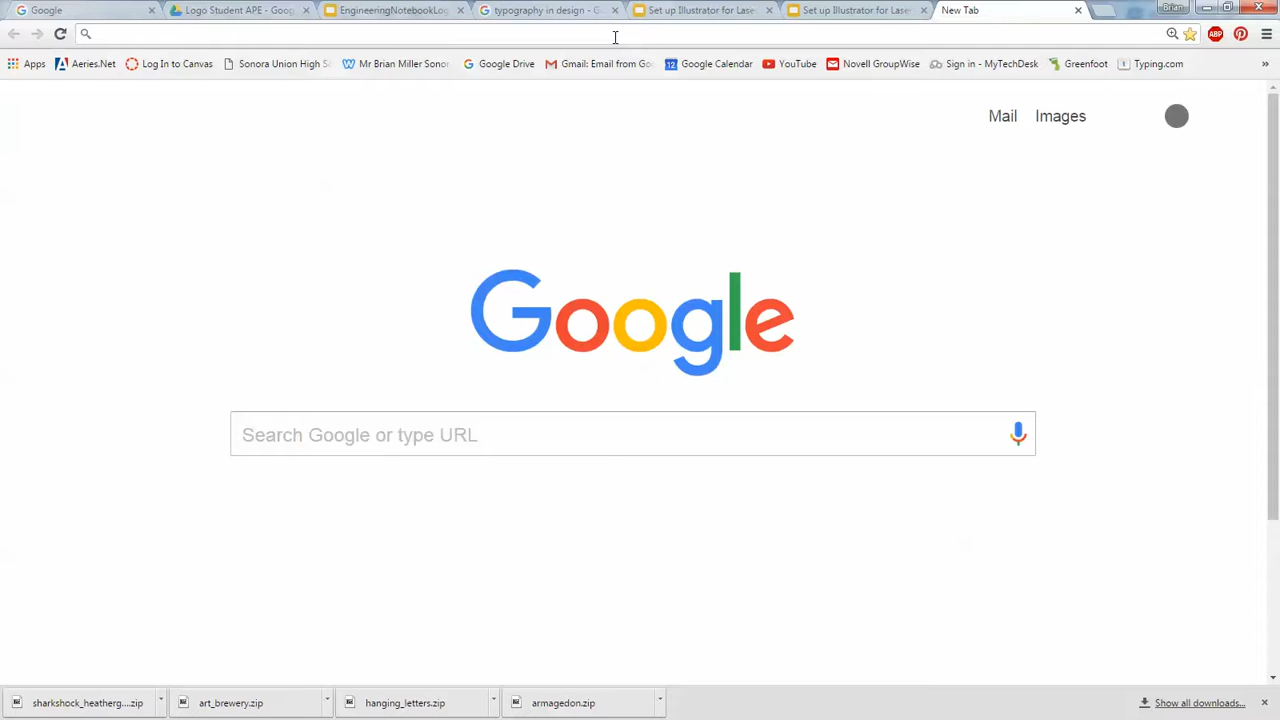 Google
Logo Student APE - Goog
EngineeringNotebookLog
typography in design - G
Set up Illustrator for Lase
Set up Illustrator for Lase
New Tab
Brian
ABP
Apps
Aeries.Net
Log In to Canvas
Sonora Union High S
Mr Brian Miller Sonor
Google Drive
Gmail: Email from Go
12
Google Calendar
YouTube
Novell GroupWise
Sign in - MyTechDesk
Greenfoot
t
Typing.com
»
Mail
Images
Google
Search Google or type URL
sharkshock_heatherg....zip
art_brewery.zip
hanging_letters.zip
armagedon.zip
Show all downloads...